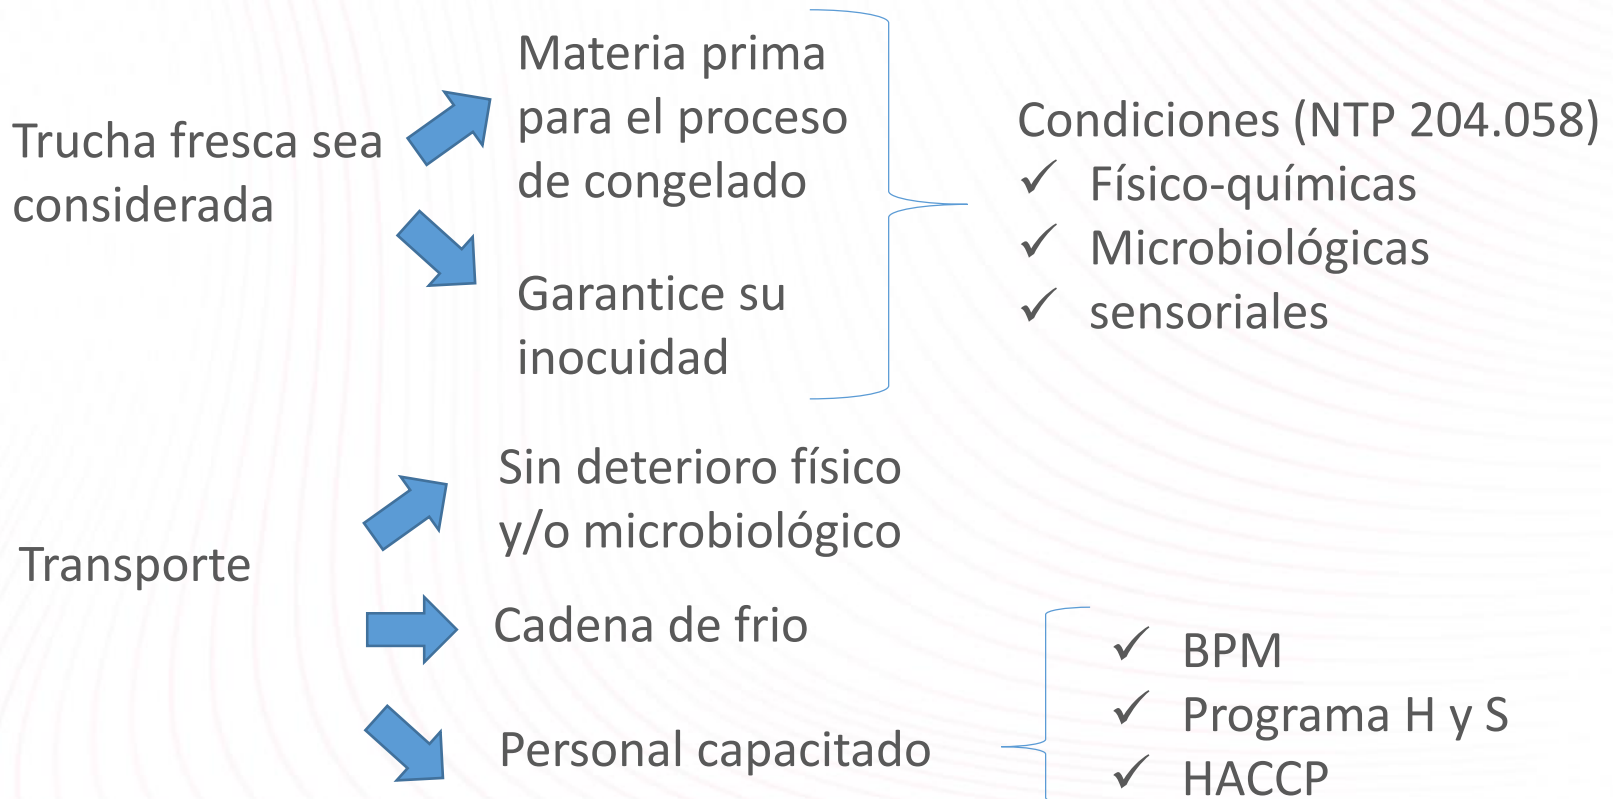 Trucha fresca sea
considerada
Materia prima
para el proceso
de congelado
Garantice su
inocuidad
Condiciones (NTP 204.058)
✓ Físico-químicas
✓ Microbiológicas
✓ sensoriales
Transporte
Sin deterioro físico
y/o microbiológico
Cadena de frio
Personal capacitado
✓ BPM
✓ Programa H y S
✓ HACCP